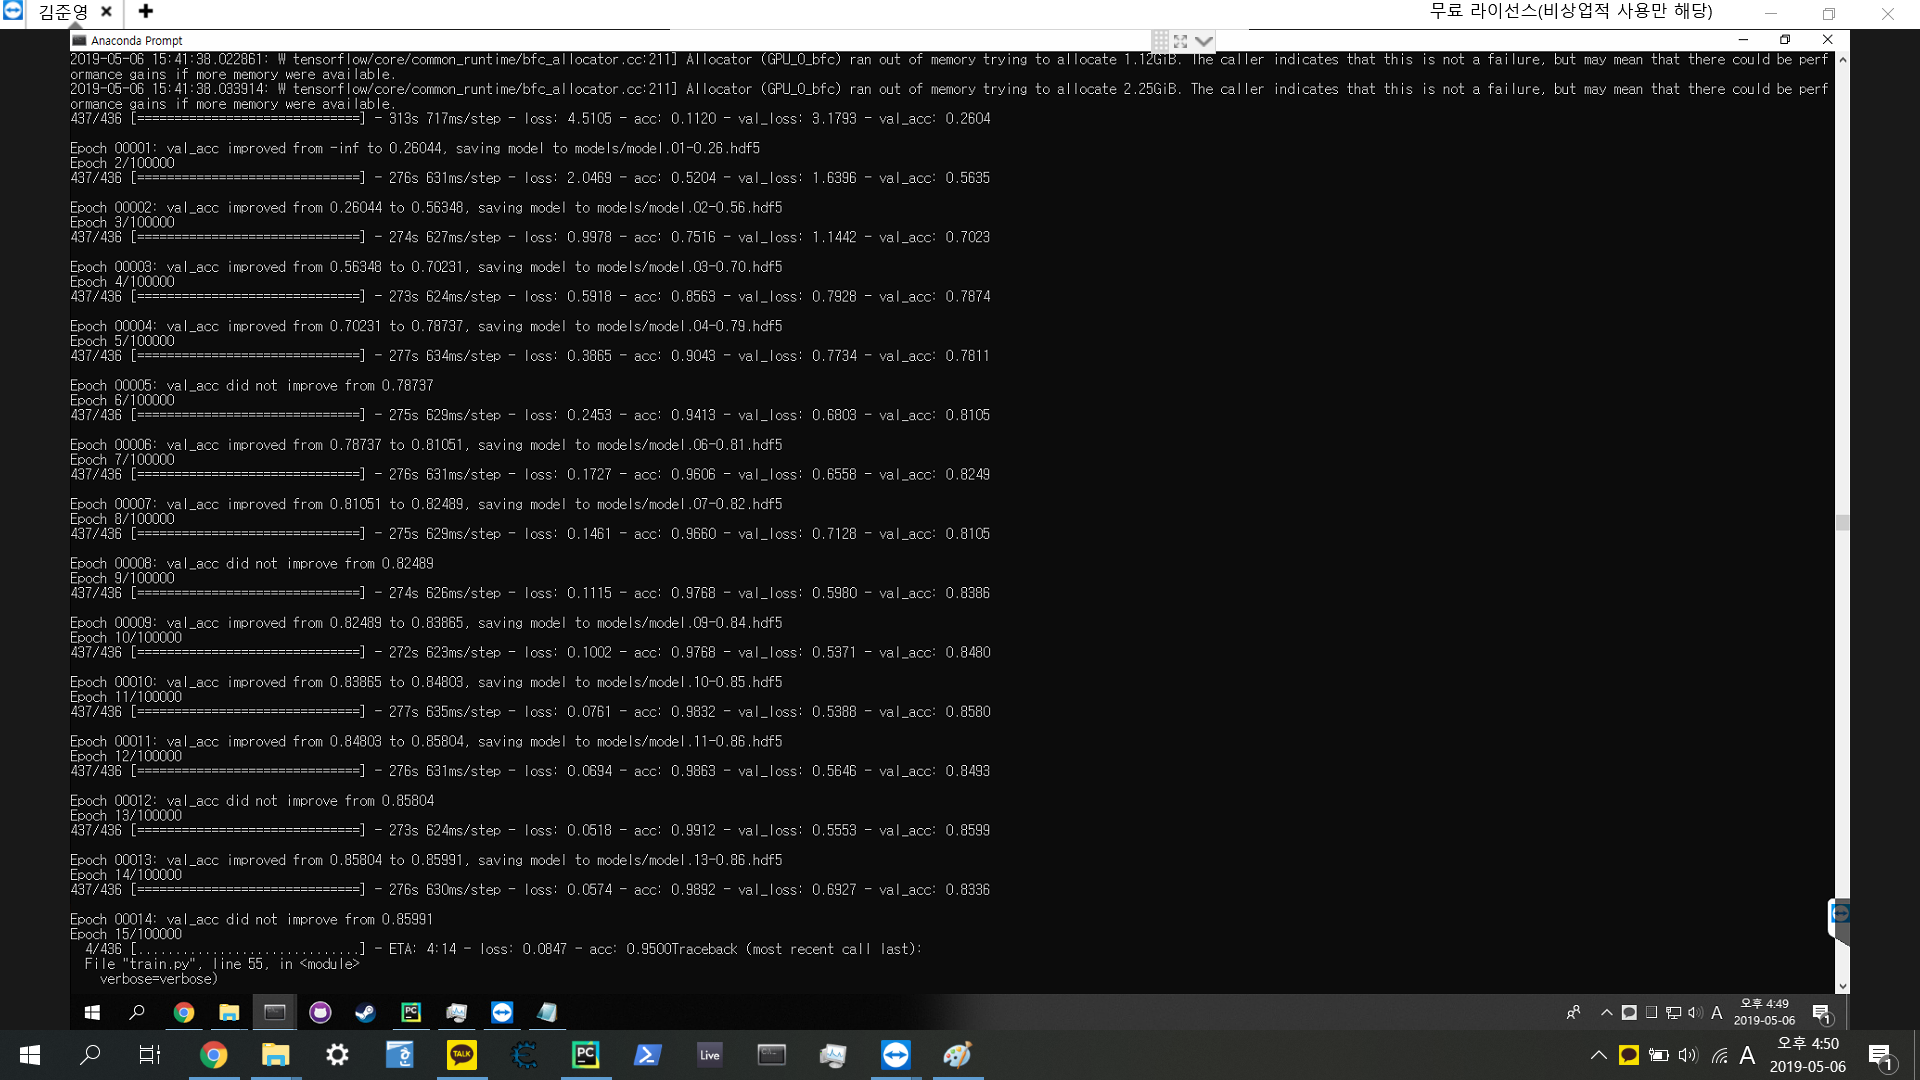 김준영
무료 라이선스(비상업적 사용만 해당)
Anaconda Prompt
2019-05-06 15:41:38.022861: W tensorflow/core/common_runtime/bfc_allocator.cc:211] Allocator (GPU_0_bfc) ran out of memory trying to allocate 1.12GiB. The caller indicates that this is not a failure, but may mean that there could be perf
ormance gains if more memory were available.
2019-05-06 15:41:38.033914: W tensorflow/core/common_runtime/bfc_allocator.cc:211] Allocator (GPU_0_bfc) ran out of memory trying to allocate 2.25GiB. The caller indicates that this is not a failure, but may mean that there could be perf
ormance gains if more memory were available.
437/436 [==============================] - 313s 717ms/step - loss: 4.5105 - acc: 0.1120 - val_loss: 3.1793 - val_acc: 0.2604
Epoch 00001: val_acc improved from -inf to 0.26044, saving model to models/model.01-0.26.hdf5
Epoch 2/100000
437/436 [==============================] - 276s 631ms/step - loss: 2.0469 - acc: 0.5204 - val_loss: 1.6396 - val_acc: 0.5635
Epoch 00002: val_acc improved from 0.26044 to 0.56348, saving model to models/model.02-0.56.hdf5
Epoch 3/100000
437/436 [==============================] - 274s 627ms/step - loss: 0.9978 - acc: 0.7516 - val_loss: 1.1442 - val_acc: 0.7023
Epoch 00003: val_acc improved from 0.56348 to 0.70231, saving model to models/model.03-0.70.hdf5
Epoch 4/100000
437/436 [==============================] - 273s 624ms/step - loss: 0.5918 - acc: 0.8563 - val_loss: 0.7928 - val_acc: 0.7874
Epoch 00004: val_acc improved from 0.70231 to 0.78737, saving model to models/model.04-0.79.hdf5
Epoch 5/100000
437/436 [==============================] - 277s 634ms/step - loss: 0.3865 - acc: 0.9043 - val_loss: 0.7734 - val_acc: 0.7811
Epoch 00005: val_acc did not improve from 0.78737
Epoch 6/100000
437/436 [==============================] - 275s 629ms/step - loss: 0.2453 - acc: 0.9413 - val_loss: 0.6803 - val_acc: 0.8105
Epoch 00006: val_acc improved from 0.78737 to 0.81051, saving model to models/model.06-0.81.hdf5
Epoch 7/100000
437/436 [==============================] - 276s 631ms/step - loss: 0.1727 - acc: 0.9606 - val_loss: 0.6558 - val_acc: 0.8249
Epoch 00007: val_acc improved from 0.81051 to 0.82489, saving model to models/model.07-0.82.hdf5
Epoch 8/100000
437/436 [==============================] - 275s 629ms/step - loss: 0.1461 - acc: 0.9660 - val_loss: 0.7128 - val_acc: 0.8105
Epoch 00008: val_acc did not improve from 0.82489
Epoch 9/100000
437/436 [==============================] - 274s 626ms/step - loss: 0.1115 - acc: 0.9768 - val_loss: 0.5980 - val_acc: 0.8386
Epoch 00009: val_acc improved from 0.82489 to 0.83865, saving model to models/model.09-0.84.hdf5
Epoch 10/100000
437/436 [==============================] - 272s 623ms/step - loss: 0.1002 - acc: 0.9768 - val_loss: 0.5371 - val_acc: 0.8480
Epoch 00010: val_acc improved from 0.83865 to 0.84803, saving model to models/model.10-0.85.hdf5
Epoch 11/100000
437/436 [==============================] - 277s 635ms/step - loss: 0.0761 - acc: 0.9832 - val_loss: 0.5388 - val_acc: 0.8580
Epoch 00011: val_acc improved from 0.84803 to 0.85804, saving model to models/model.11-0.86.hdf5
Epoch 12/100000
437/436 [==============================] - 276s 631ms/step - loss: 0.0694 - acc: 0.9863 - val_loss: 0.5646 - val_acc: 0.8493
Epoch 00012: val_acc did not improve from 0.85804
Epoch 13/100000
437/436 [==============================] - 273s 624ms/step - loss: 0.0518 - acc: 0.9912 - val_loss: 0.5553 - val_acc: 0.8599
Epoch 00013: val_acc improved from 0.85804 to 0.85991, saving model to models/model.13-0.86.hdf5
Epoch 14/100000
437/436 [==============================] - 276s 630ms/step - loss: 0.0574 - acc: 0.9892 - val_loss: 0.6927 - val_acc: 0.8336
Epoch 00014: val_acc did not improve from 0.85991
Epoch 15/100000
4/436 [..............................] - ETA: 4:14 - loss: 0.0847 - acc: 0.9500Traceback (most recent call last):
File "train.py", line 55, in <module>
verbose=verbose)
PC
A
오후 4:49
2019-05-06
1
TALK
PC
Live
A
오후 4:50
2019-05-06
1